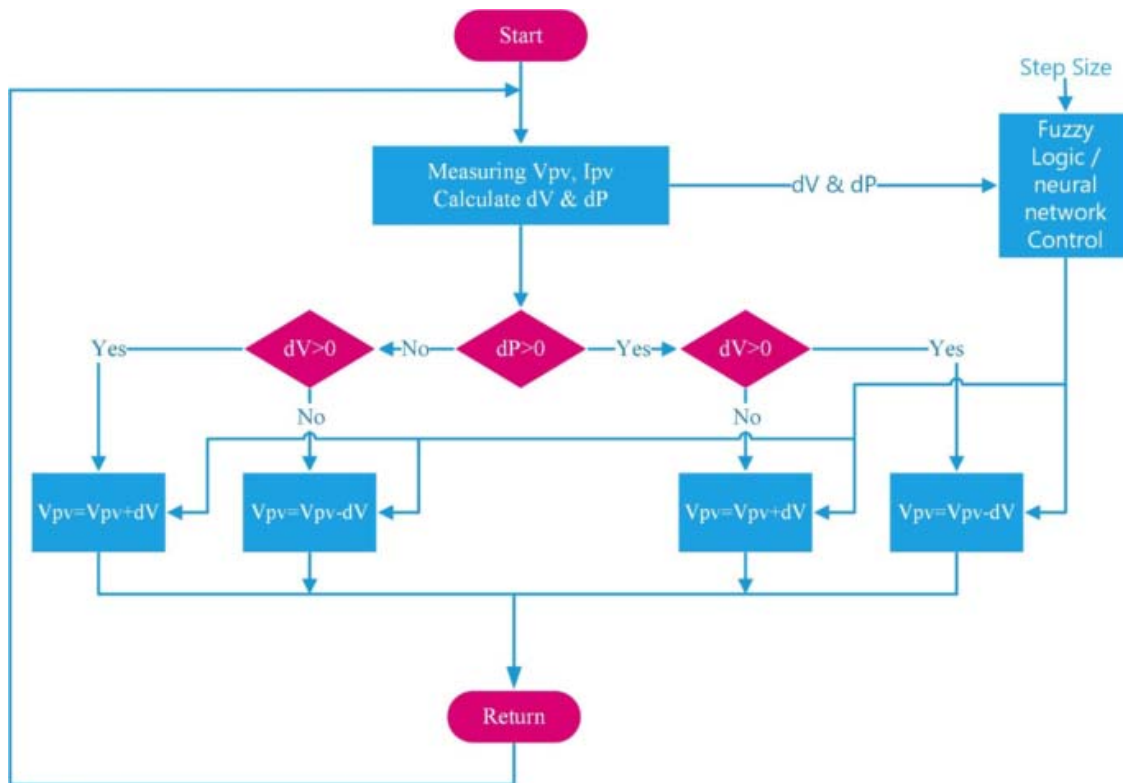 Start
Step Size
Fuzzy
Logic /
neural
network
Control
Measuring Vpv, Ipv
Calculate dV & dP
dV & dP
Yes
dV>0
No
dP>0
Yes
dV>0
Yes
No
No
Vpv=Vpv+dV
Vpv=Vpv-dV
Vpv=Vpv+dV
Vpv=Vpv-dV
Return